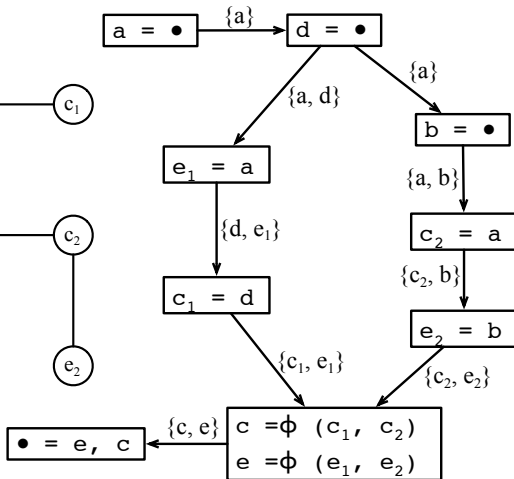 a = • {a} d = •
{a, d} {a}
c₁
b = •
e₁ = a {a, b}
{d, e₁}
c₂ c₂ = a
{c₂, b}
c₁ = d
e₂ = b
e₂
{c₁, e₁} {c₂, e₂}
c =ϕ (c₁, c₂)
• = e, c {c, e}
e =ϕ (e₁, e₂)